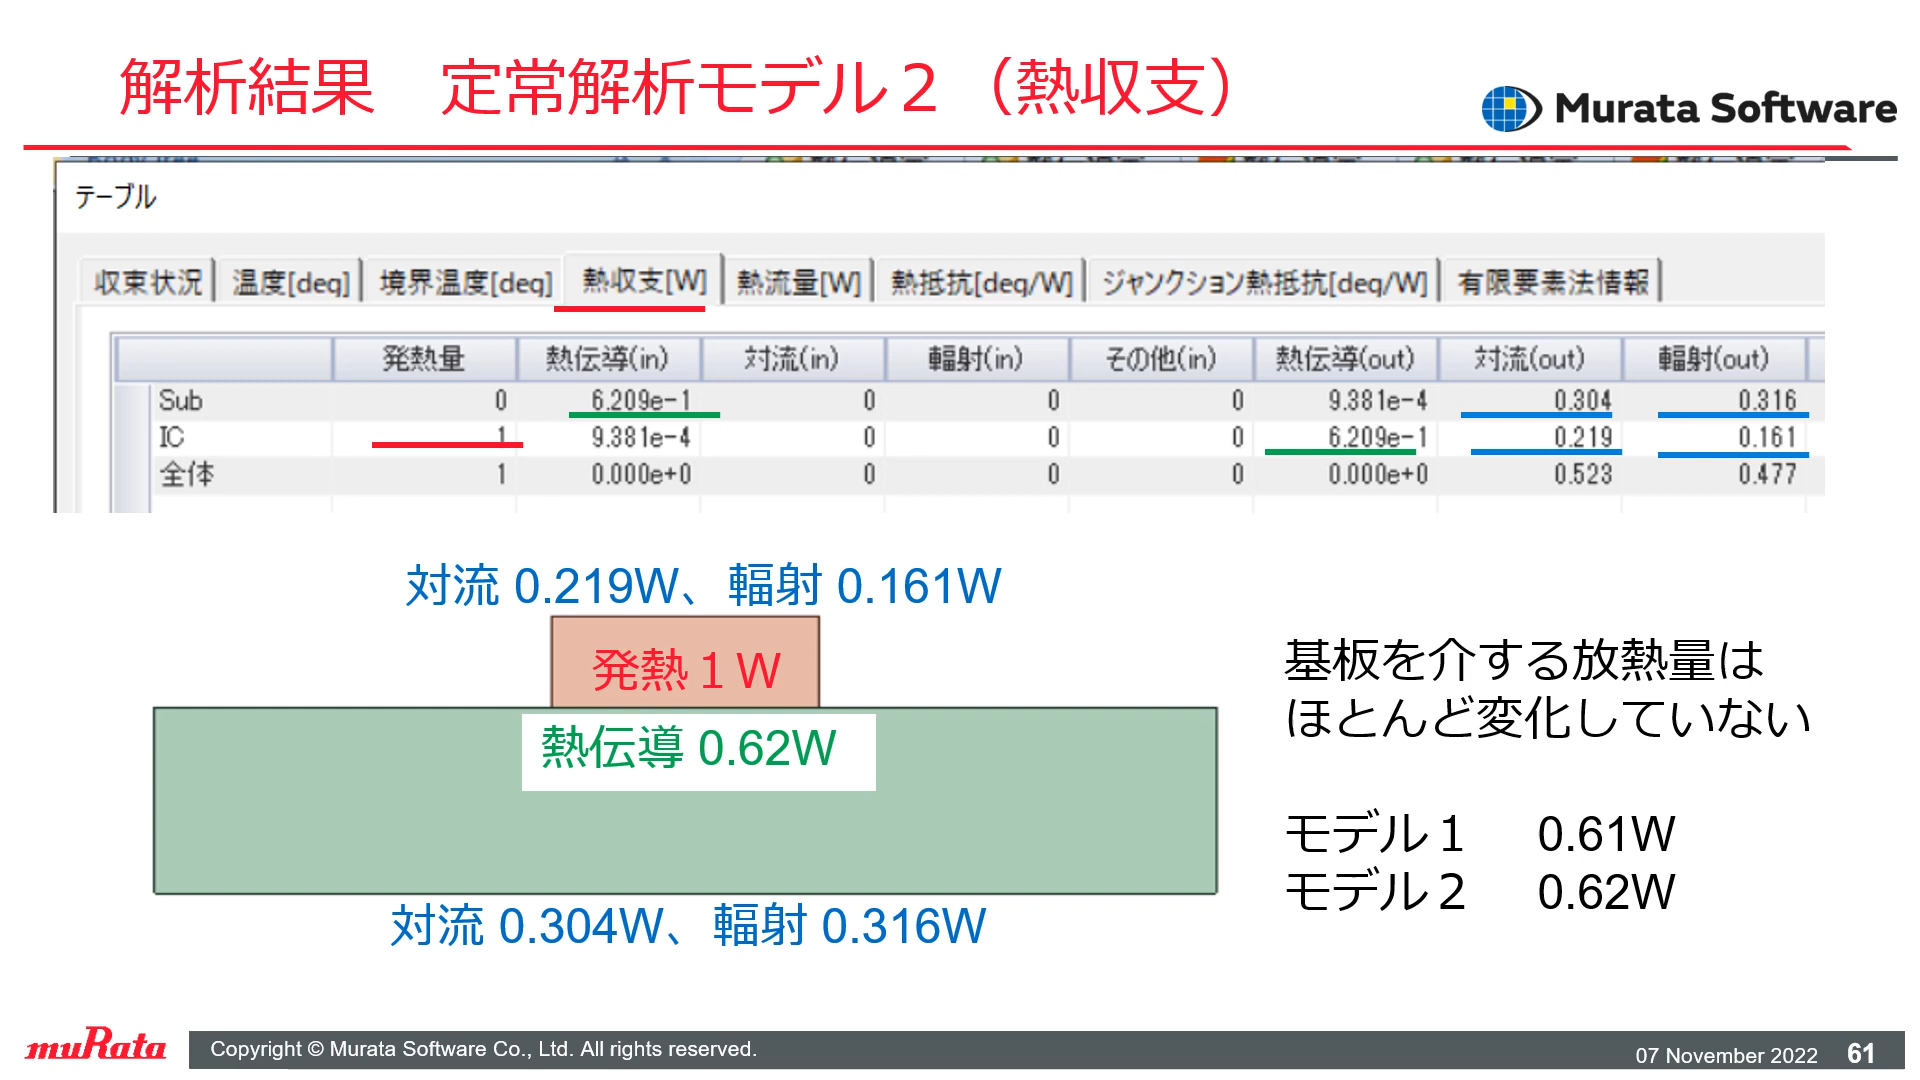 解析結果　定常解析モデル２（熱収支）
Murata Software
テーブル
収束状況 温度[deg] 境界温度[deg] 熱収支[W] 熱流量[W] 熱抵抗[deg/W] ジャンクション熱抵抗[deg/W] 有限要素法情報
発熱量 熱伝導(in) 対流(in) 輻射(in) その他(in) 熱伝導(out) 対流(out) 輻射(out)
Sub 0 6.209e-1 0 0 0 9.381e-4 0.304 0.316
IC 1 9.381e-4 0 0 0 6.209e-1 0.219 0.161
全体 1 0.000e+0 0 0 0 0.000e+0 0.523 0.477
対流 0.219W、輻射 0.161W
発熱１W
熱伝導 0.62W
対流 0.304W、輻射 0.316W
基板を介する放熱量は
ほとんど変化していない
モデル１　0.61W
モデル２　0.62W
muRata
Copyright © Murata Software Co., Ltd. All rights reserved.
07 November 2022 61